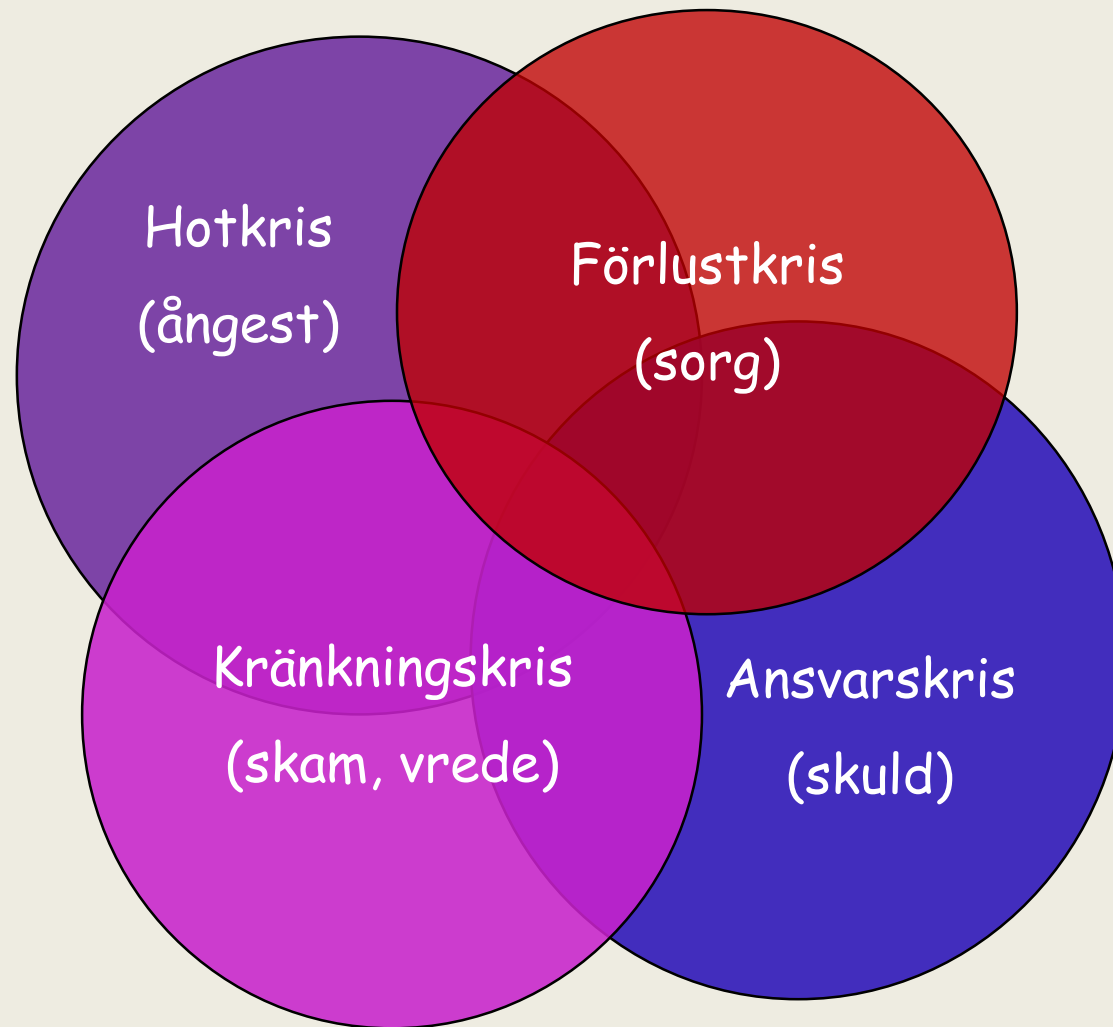 Hotkris
(ångest)
Förlustkris
(sorg)
Kränkningskris
(skam, vrede)
Ansvarskris
(skuld)